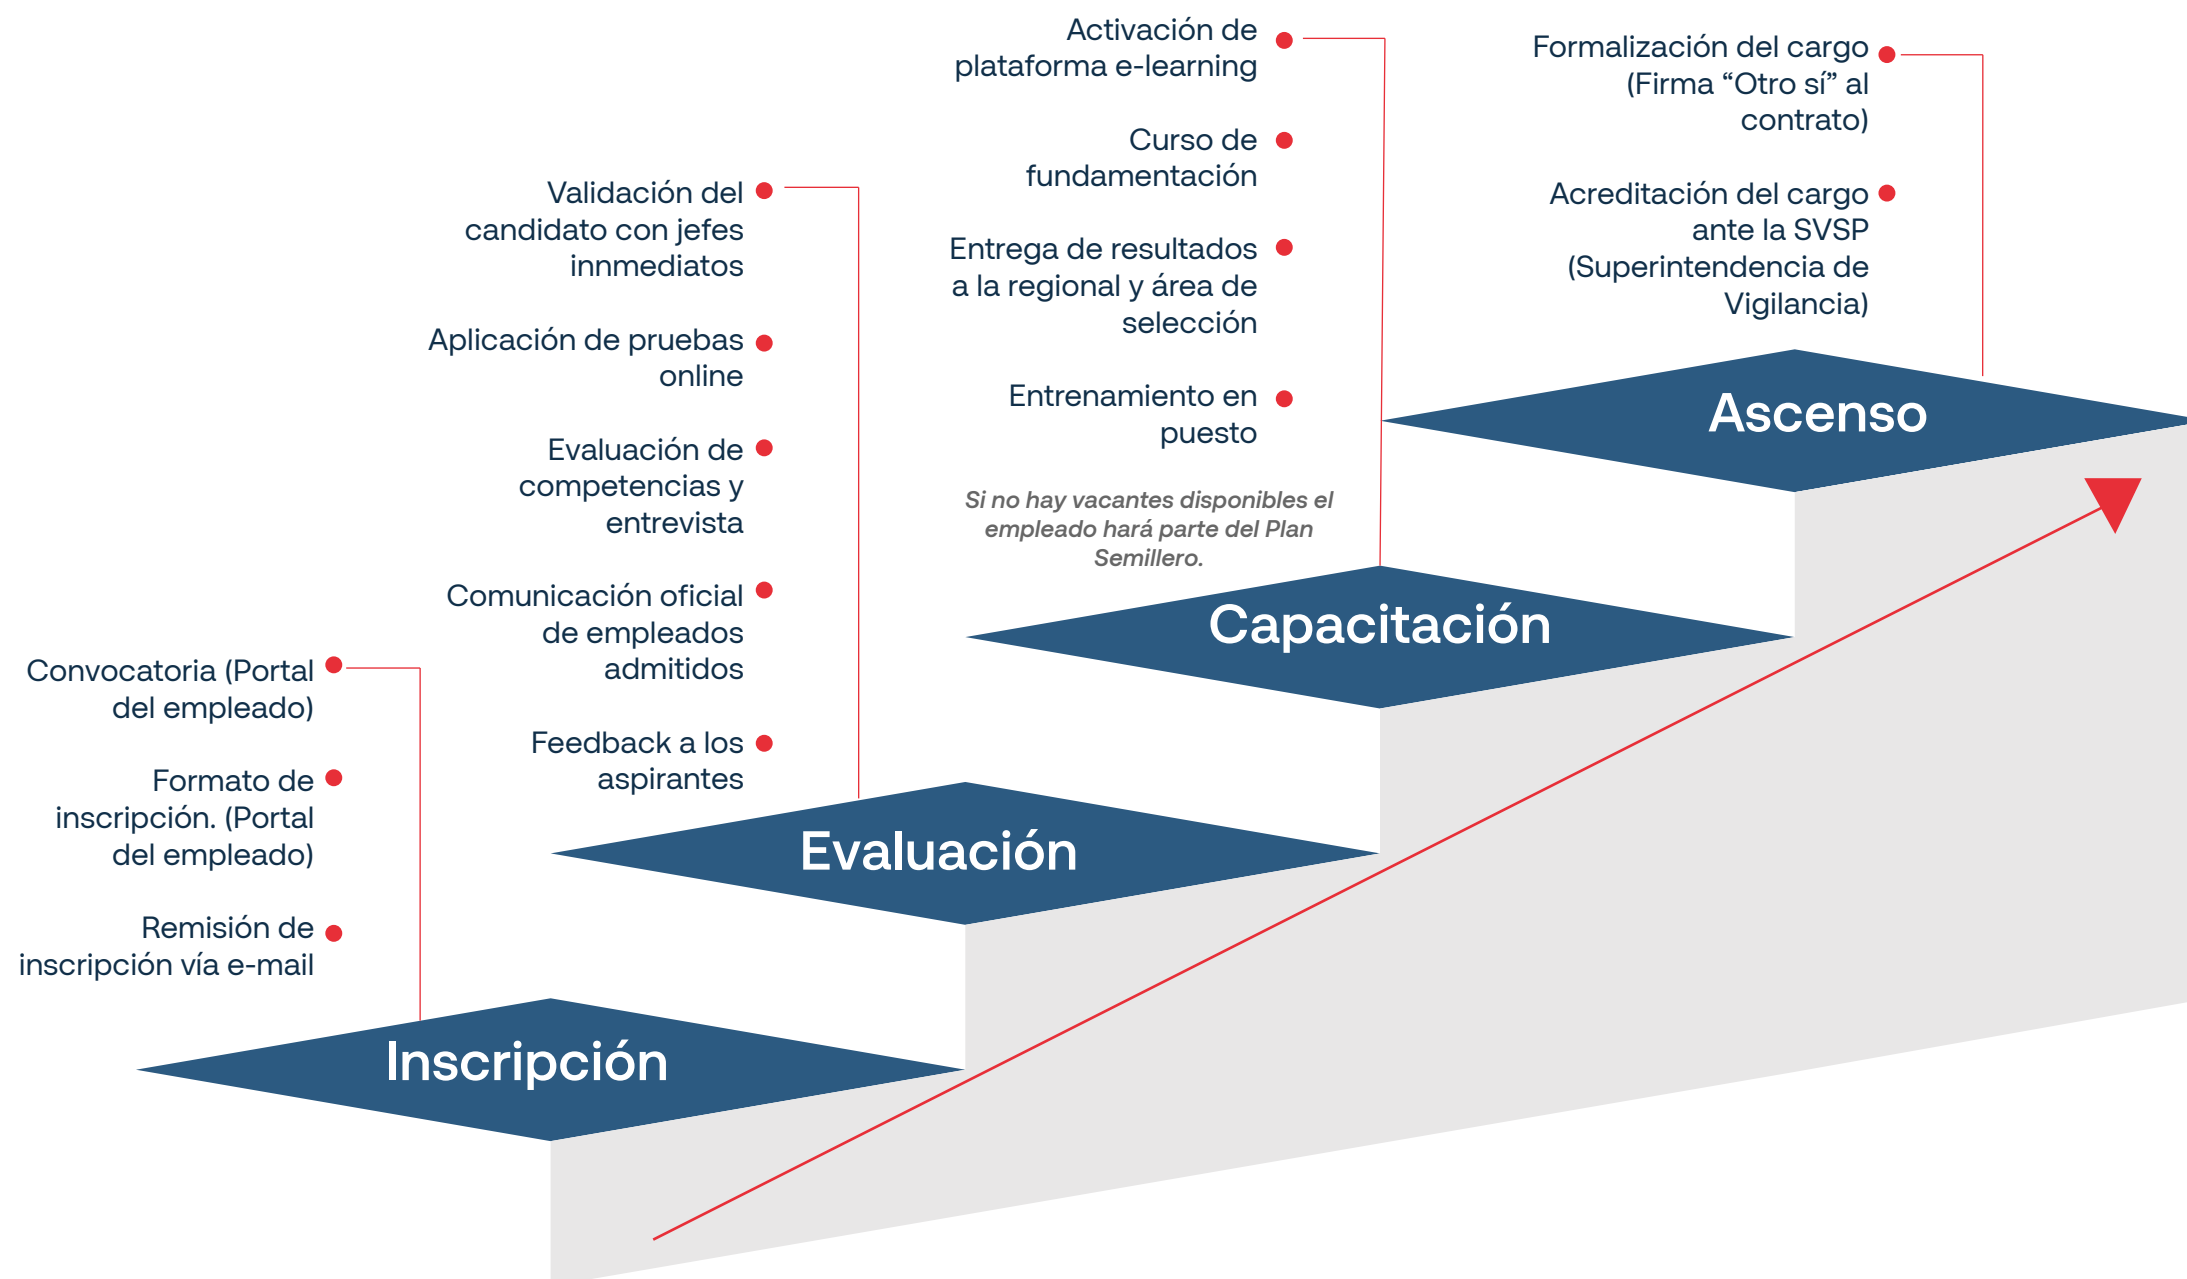 Convocatoria (Portal
del empleado)
Formato de
inscripción. (Portal
del empleado)
Remisión de
inscripción vía e-mail
Inscripción
Validación del
candidato con jefes
innmediatos
Aplicación de pruebas
online
Evaluación de
competencias y
entrevista
Comunicación oficial
de empleados
admitidos
Feedback a los
aspirantes
Evaluación
Activación de
plataforma e-learning
Curso de
fundamentación
Entrega de resultados
a la regional y área de
selección
Entrenamiento en
puesto
Si no hay vacantes disponibles el
empleado hará parte del Plan
Semillero.
Capacitación
Formalización del cargo
(Firma “Otro sí” al
contrato)
Acreditación del cargo
ante la SVSP
(Superintendencia de
Vigilancia)
Ascenso